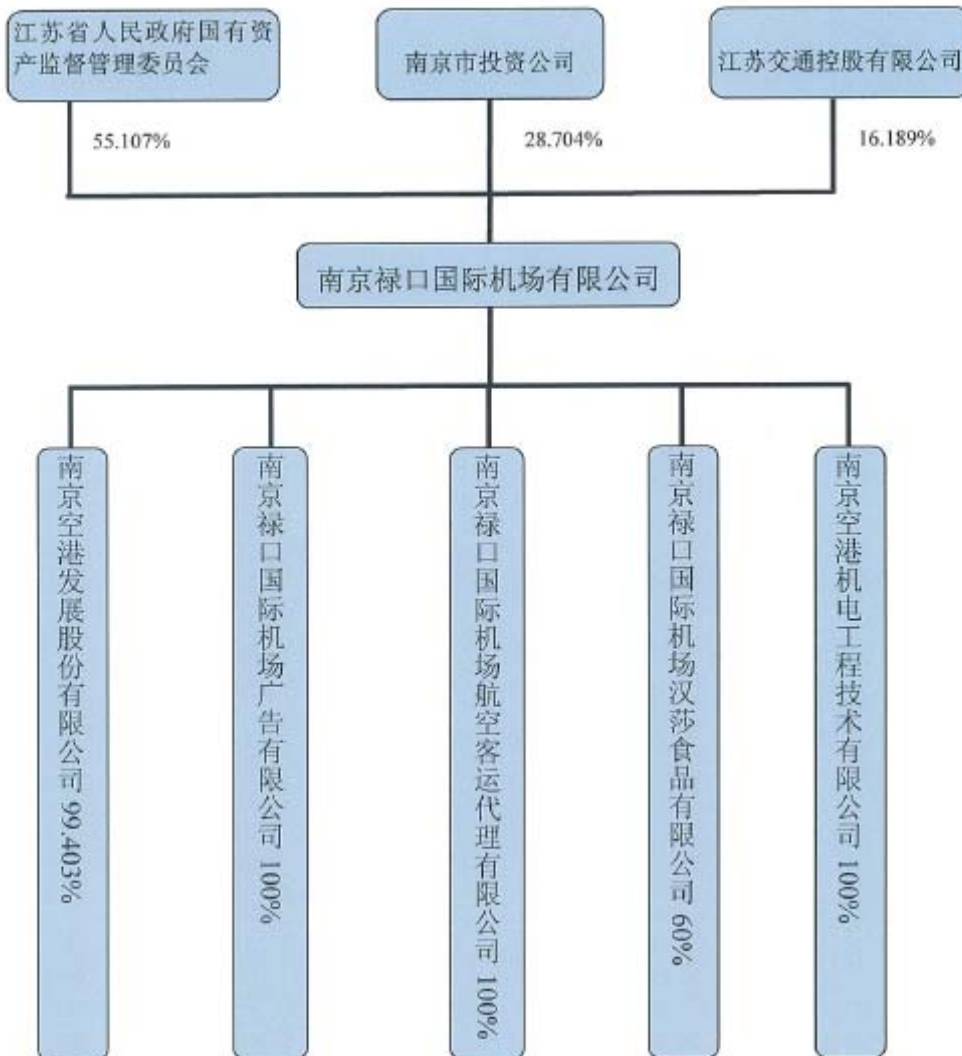 江苏省人民政府国有资
产监督管理委员会
南京市投资公司
江苏交通控股有限公司
55.107%
28.704%
16.189%
南京禄口国际机场有限公司
南京空港发展股份有限公司 99.403%
南京禄口国际机场广告有限公司 100%
南京禄口国际机场航空客运代理有限公司 100%
南京禄口国际机场汉莎食品有限公司 60%
南京空港机电工程技术有限公司 100%